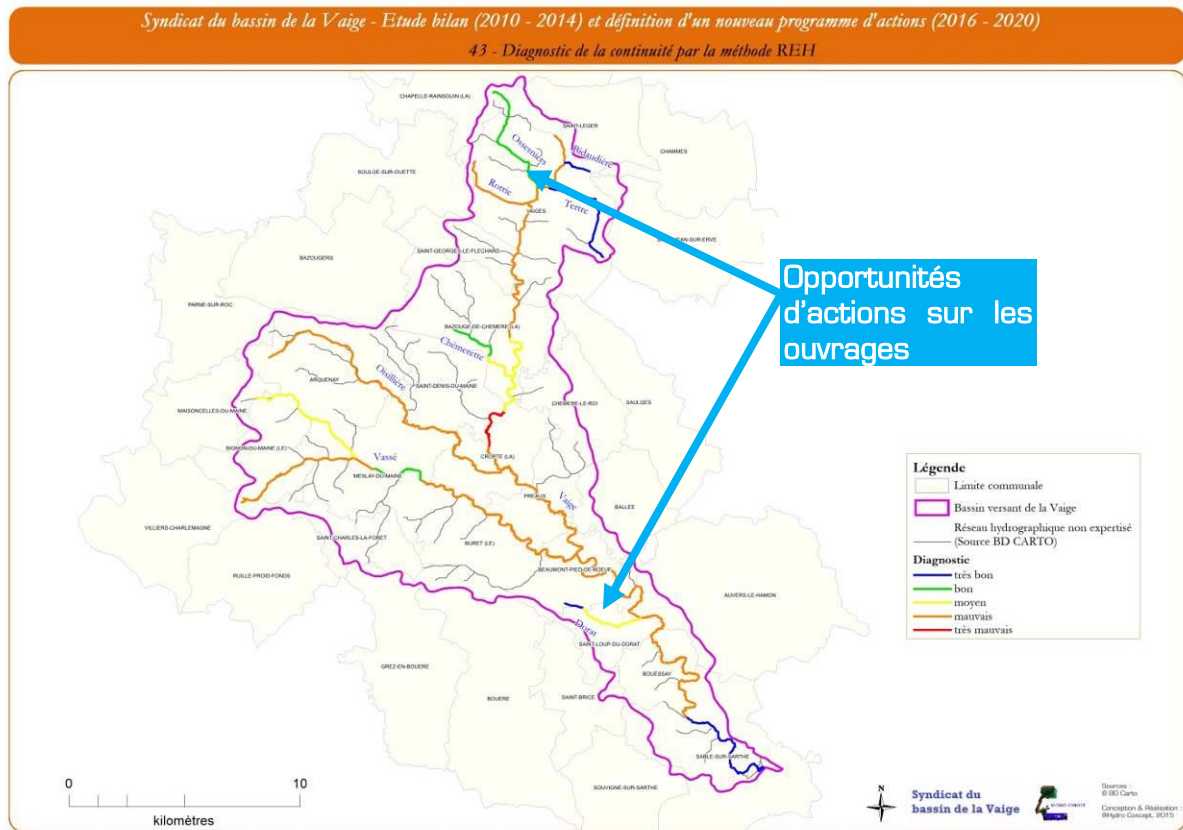 Syndicat du bassin de la Vaige - Etude bilan (2010 - 2014) et définition d'un nouveau programme d'actions (2016 - 2020)
43 - Diagnostic de la continuité par la méthode REH
CHAPELLE-RAINSOUIN (LA)
SAINT-LEGER
CHAMMES
Ossesniers
Bidaudière
SOULGE-SUR-OUETTE
Rotrie
Tertre
VAIGES
SAINT-GEORGES-LE-FLECHARD
BAZOUGERS
Opportunités
d'actions sur les
ouvrages
PARNE-SUR-ROC
BAZOUGE-DE-CHEMERE (LA)
Chémerette
ARQUENAY
Oixillière
SAINT-DENIS-DU-MAINE
CHEMERE-LE-ROI
SAULGES
MAISONCELLES-DU-MAINE
BIGNON-DU-MAINE (LE)
Vassé
CROPTE (LA)
MESLAY-DU-MAINE
PREAUX
Vaige
BALLEE
VILLIERS-CHARLEMAGNE
SAINT-CHARLES-LA-FORET
BURET (LE)
BEAUMONT-PIED-DE-BOEUF
RUILLE-FROID-FONDS
AUVERS-LE-HAMON
Dorat
SAINT-LOUP-DU-DORAT
GREZ-EN-BOUERE
BOUESSAY
BOUERE
SAINT-BRICE
SABLE-SUR-SARTHE
SOUVIGNE-SUR-SARTHE
Légende
Limite communale
Bassin versant de la Vaige
Réseau hydrographique non expertisé
(Source BD CARTO)
Diagnostic
très bon
bon
moyen
mauvais
très mauvais
0 10
kilomètres
N
Syndicat du
bassin de la Vaige
HYDRO CONCEPT
Sources :
© BD Carto
Conception & Réalisation :
©Hydro Concept, 2015